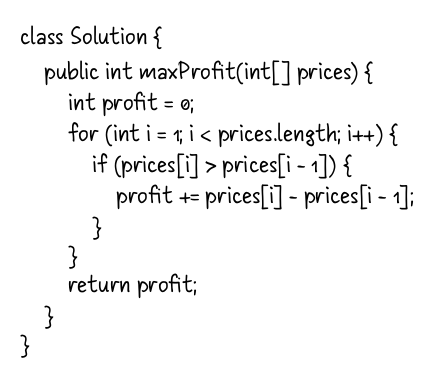 class Solution {
public int maxProfit(int[] prices) {
int profit = 0;
for (int i = 1; i < prices.length; i++) {
if (prices[i] > prices[i - 1]) {
profit += prices[i] - prices[i - 1];
}
}
return profit;
}
}